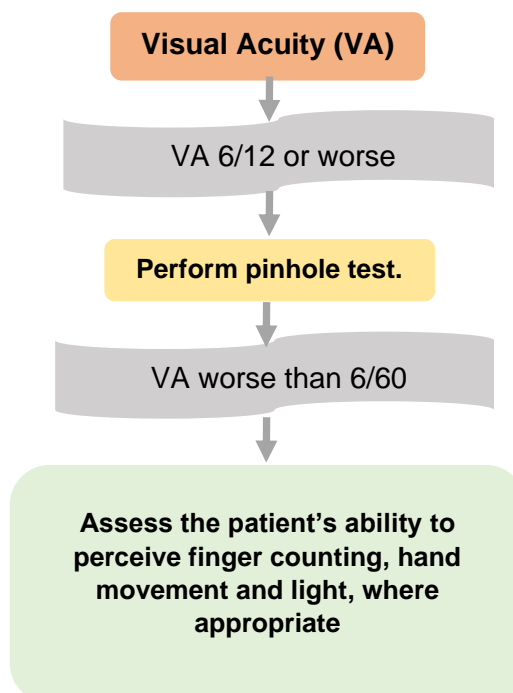 Visual Acuity (VA)
VA 6/12 or worse
Perform pinhole test.
VA worse than 6/60
Assess the patient’s ability to
perceive finger counting, hand
movement and light, where
appropriate